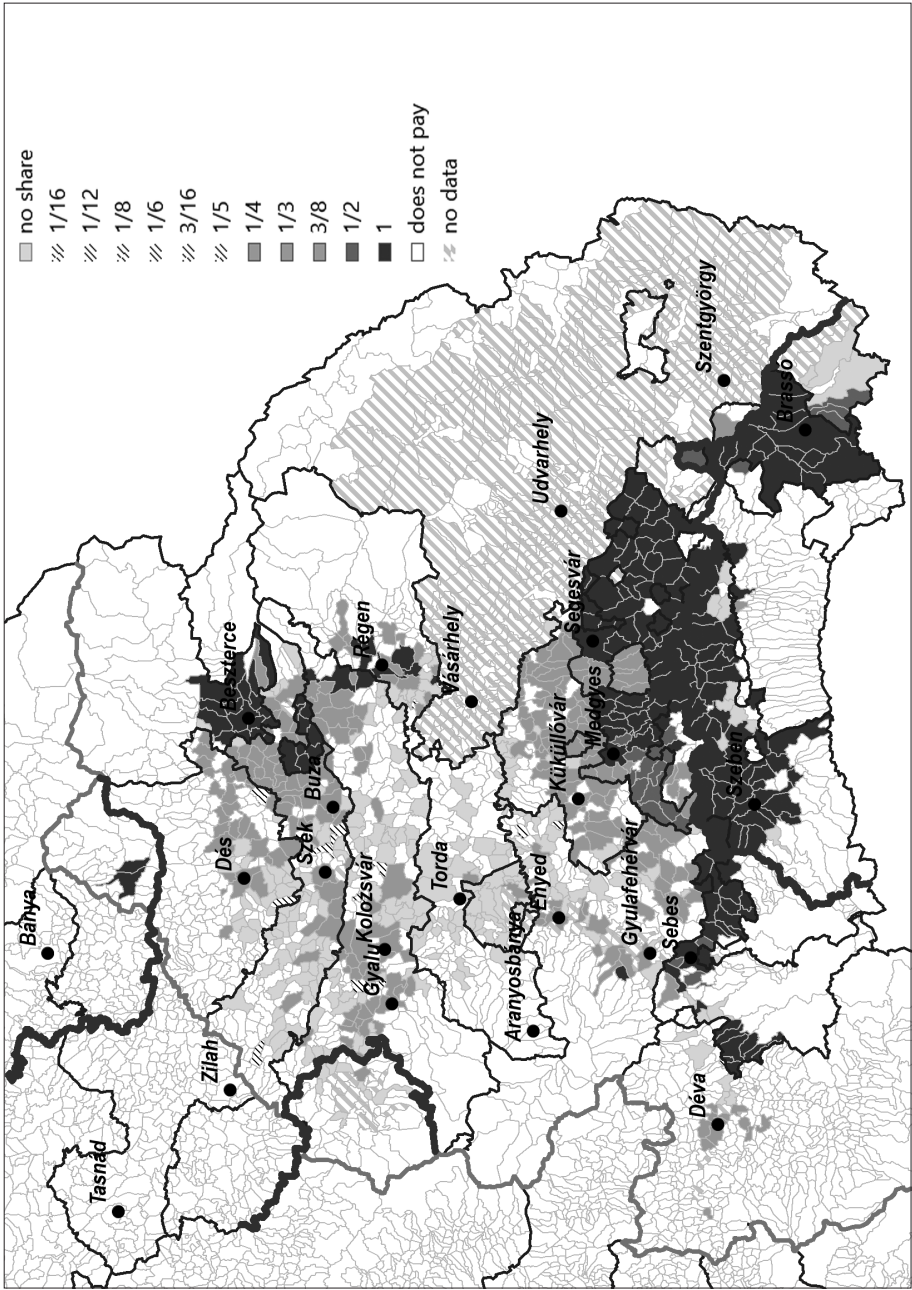 no share
1/16
1/12
1/8
1/6
3/16
1/5
1/4
1/3
3/8
1/2
1
does not pay
no data
Bánya
Tasnád
Zilah
Dés
Beszterce
Szék
Buza
Kolozsvár
Gyalu
Régen
Torda
Vásárhely
Aranyosbánya
Enyed
Küküllóvár
Udvarhely
Segesvár
Medgyes
Gyulafehérvár
Sebes
Déva
Szeben
Szentgyörgy
Brassó